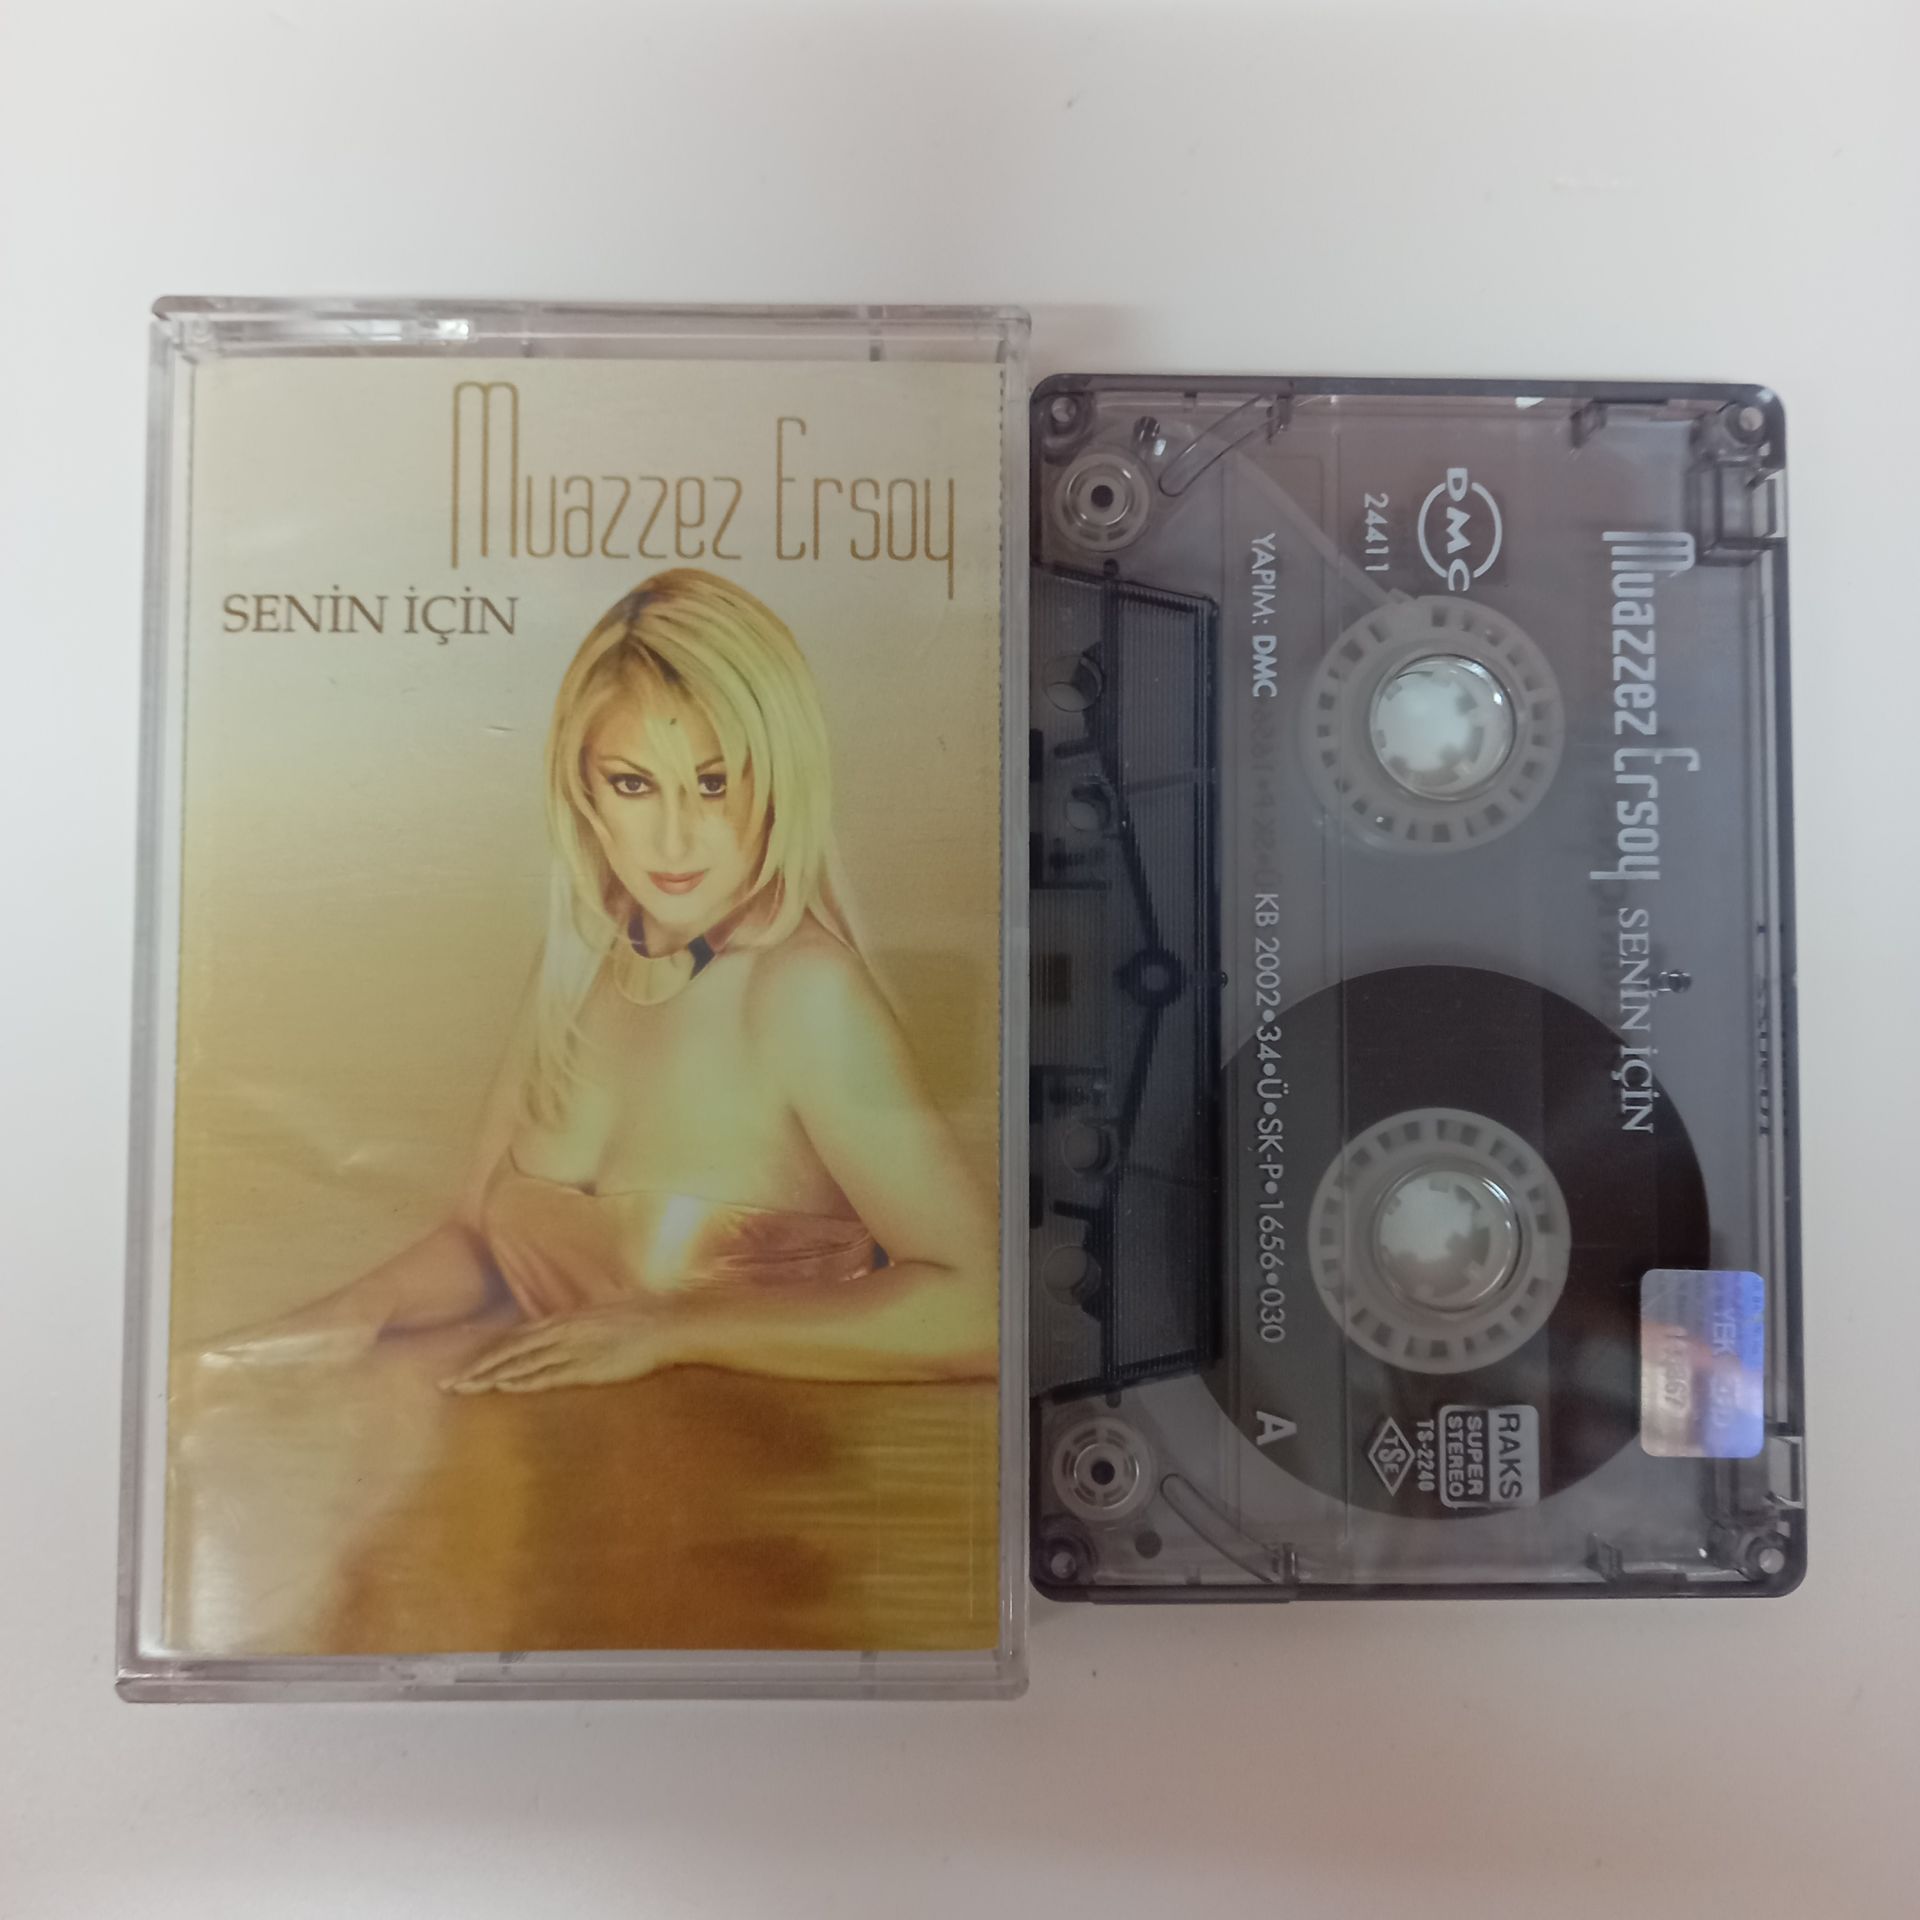 Muazzez Ersoy
SENİN İÇİN
Muazzez Ersoy SENİN İÇİN
DMC
24411
YAPIM: DMC
KB 2002•34•Ü•SK-P•1656•030
A
RAKS
SUPER
STEREO
TS-2240
TSE